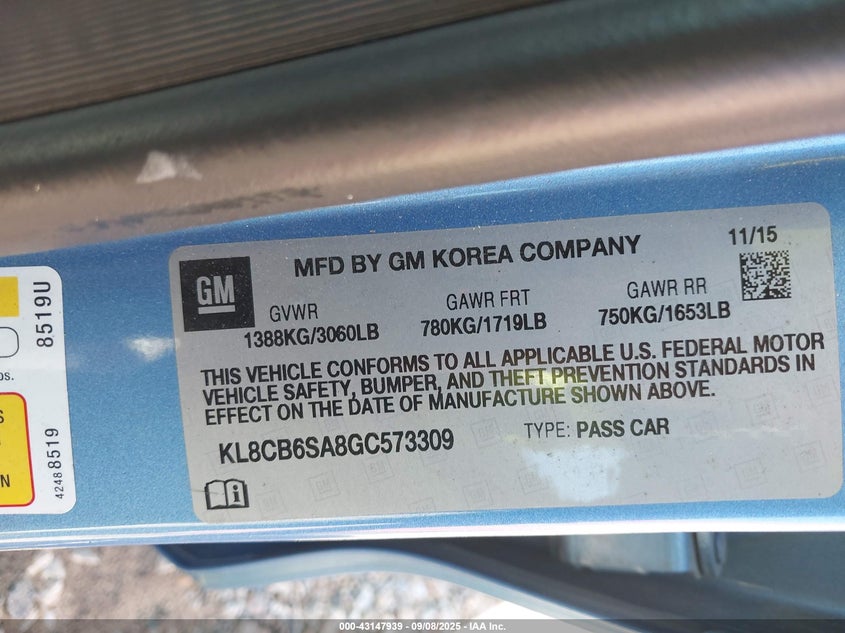 MFD BY GM KOREA COMPANY
11/15
GM
GVWR
1388KG/3060LB
GAWR FRT
780KG/1719LB
GAWR RR
750KG/1653LB
THIS VEHICLE CONFORMS TO ALL APPLICABLE U.S. FEDERAL MOTOR
VEHICLE SAFETY, BUMPER, AND THEFT PREVENTION STANDARDS IN
EFFECT ON THE DATE OF MANUFACTURE SHOWN ABOVE.
KL8CB6SA8GC573309
TYPE: PASS CAR
8519U
42488519
000-43147939 - 09/08/2025 - IAA Inc.